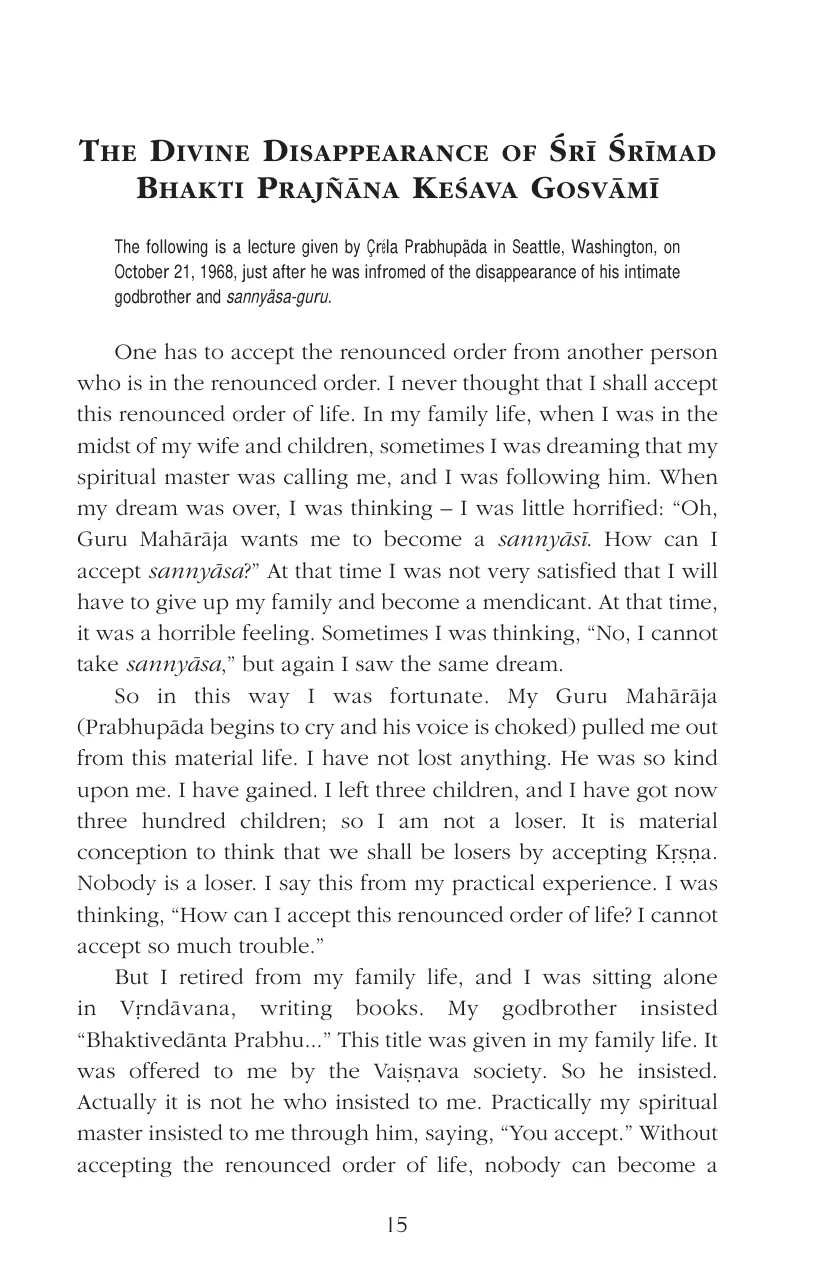 The Divine Disappearance of Śrī Śrīmad
Bhakti Prajñāna Keśava Gosvāmī
The following is a lecture given by Çréla Prabhupäda in Seattle, Washington, on
October 21, 1968, just after he was infromed of the disappearance of his intimate
godbrother and sannyäsa-guru.
One has to accept the renounced order from another person
who is in the renounced order. I never thought that I shall accept
this renounced order of life. In my family life, when I was in the
midst of my wife and children, sometimes I was dreaming that my
spiritual master was calling me, and I was following him. When
my dream was over, I was thinking – I was little horrified: “Oh,
Guru Mahārāja wants me to become a sannyāsī. How can I
accept sannyāsa?” At that time I was not very satisfied that I will
have to give up my family and become a mendicant. At that time,
it was a horrible feeling. Sometimes I was thinking, “No, I cannot
take sannyāsa,” but again I saw the same dream.
So in this way I was fortunate. My Guru Mahārāja
(Prabhupāda begins to cry and his voice is choked) pulled me out
from this material life. I have not lost anything. He was so kind
upon me. I have gained. I left three children, and I have got now
three hundred children; so I am not a loser. It is material
conception to think that we shall be losers by accepting Kṛṣṇa.
Nobody is a loser. I say this from my practical experience. I was
thinking, “How can I accept this renounced order of life? I cannot
accept so much trouble.”
But I retired from my family life, and I was sitting alone
in Vṛndāvana, writing books. My godbrother insisted
“Bhaktivedānta Prabhu...” This title was given in my family life. It
was offered to me by the Vaiṣṇava society. So he insisted.
Actually it is not he who insisted to me. Practically my spiritual
master insisted to me through him, saying, “You accept.” Without
accepting the renounced order of life, nobody can become a
15